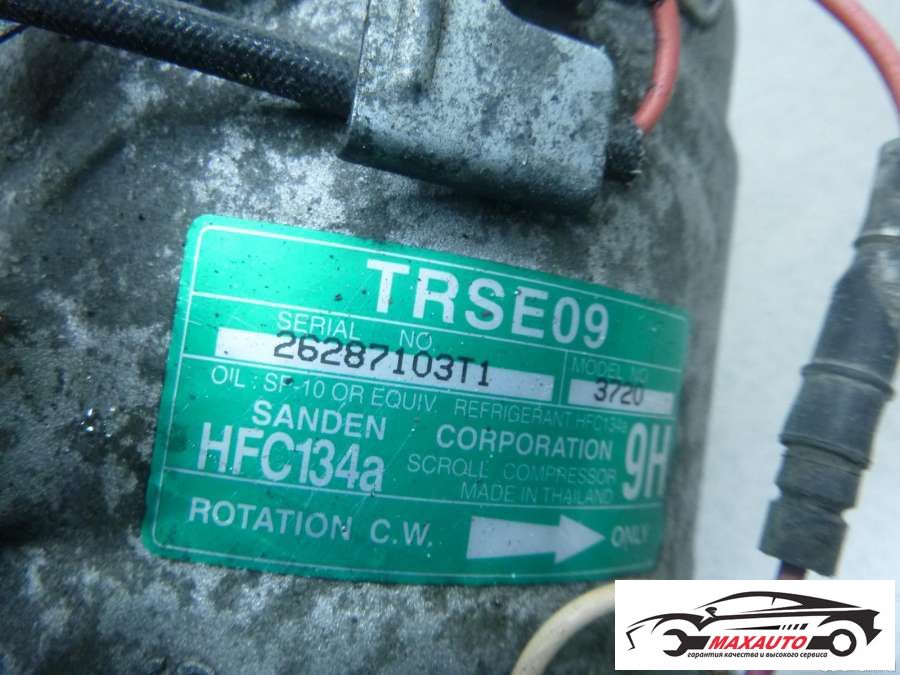 TRSE09
SERIAL NO.
26287103T1
MODEL NO.
3720
OIL : SP-10 OR EQUIV. REFRIGERANT HFC134a
SANDEN CORPORATION
HFC134a
SCROLL COMPRESSOR
MADE IN THAILAND
9H
ROTATION C.W. ONLY
MAXAUTO
гарантия качества и высокого сервиса